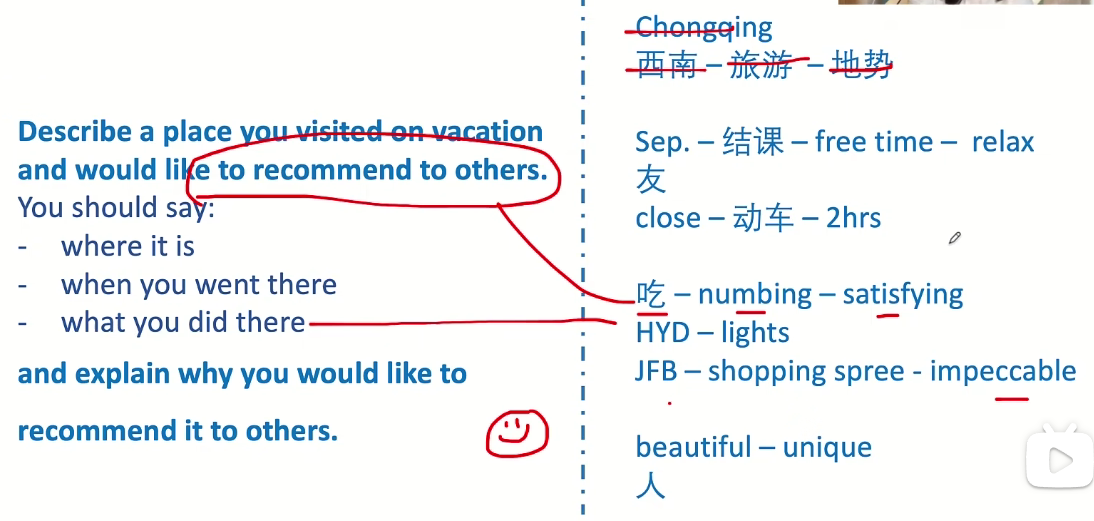 Describe a place you visited on vacation
and would like to recommend to others.
You should say:
- where it is
- when you went there
- what you did there
and explain why you would like to
recommend it to others.
Chongqing
西南 – 旅游 – 地势
Sep. – 结课 – free time – relax
友
close – 动车 – 2hrs
吃 – numbing – satisfying
HYD – lights
JFB – shopping spree - impeccable
beautiful – unique
人